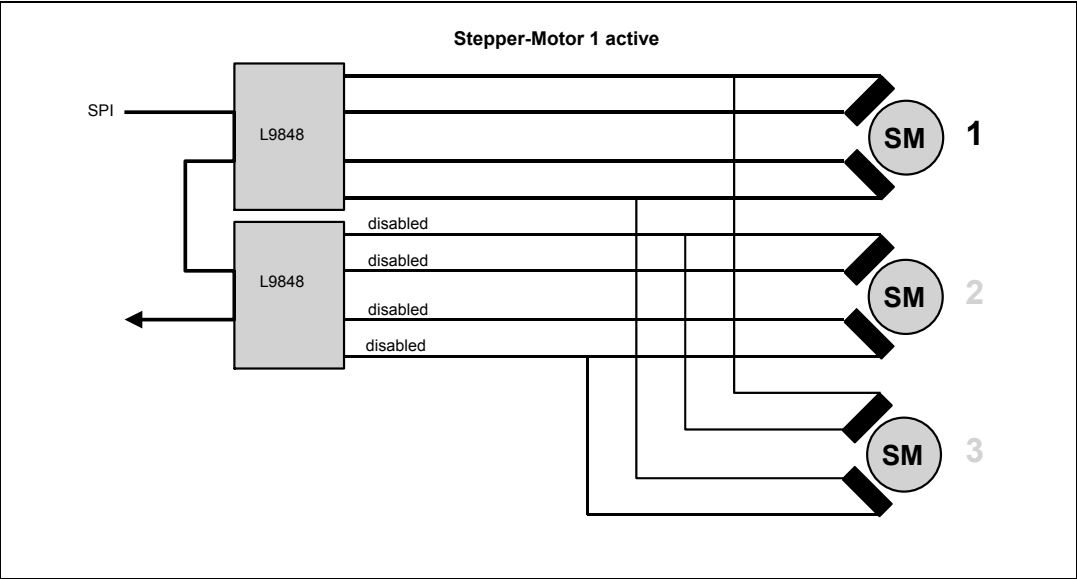 Stepper-Motor 1 active
SPI
L9848
SM
1
disabled
disabled
L9848
SM
2
disabled
disabled
SM
3